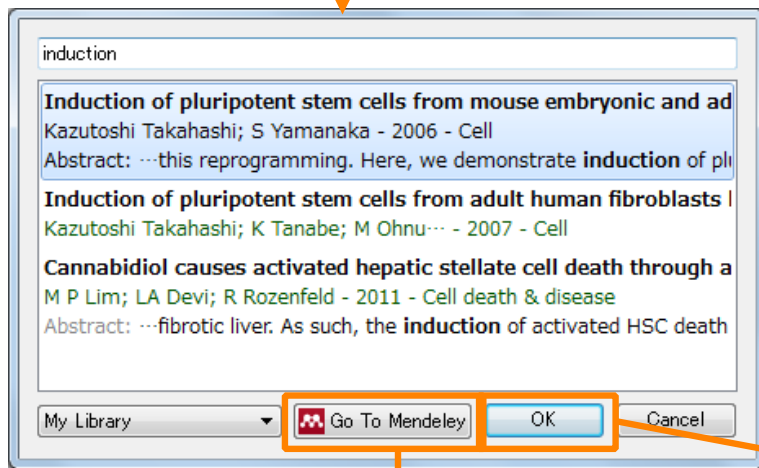 induction
Induction of pluripotent stem cells from mouse embryonic and ad
Kazutoshi Takahashi; S Yamanaka - 2006 - Cell
Abstract: ···this reprogramming. Here, we demonstrate induction of plu
Induction of pluripotent stem cells from adult human fibroblasts
Kazutoshi Takahashi; K Tanabe; M Ohnu··· - 2007 - Cell
Cannabidiol causes activated hepatic stellate cell death through a
M P Lim; LA Devi; R Rozenfeld - 2011 - Cell death & disease
Abstract: ···fibrotic liver. As such, the induction of activated HSC death
My Library Go To Mendeley OK Cancel